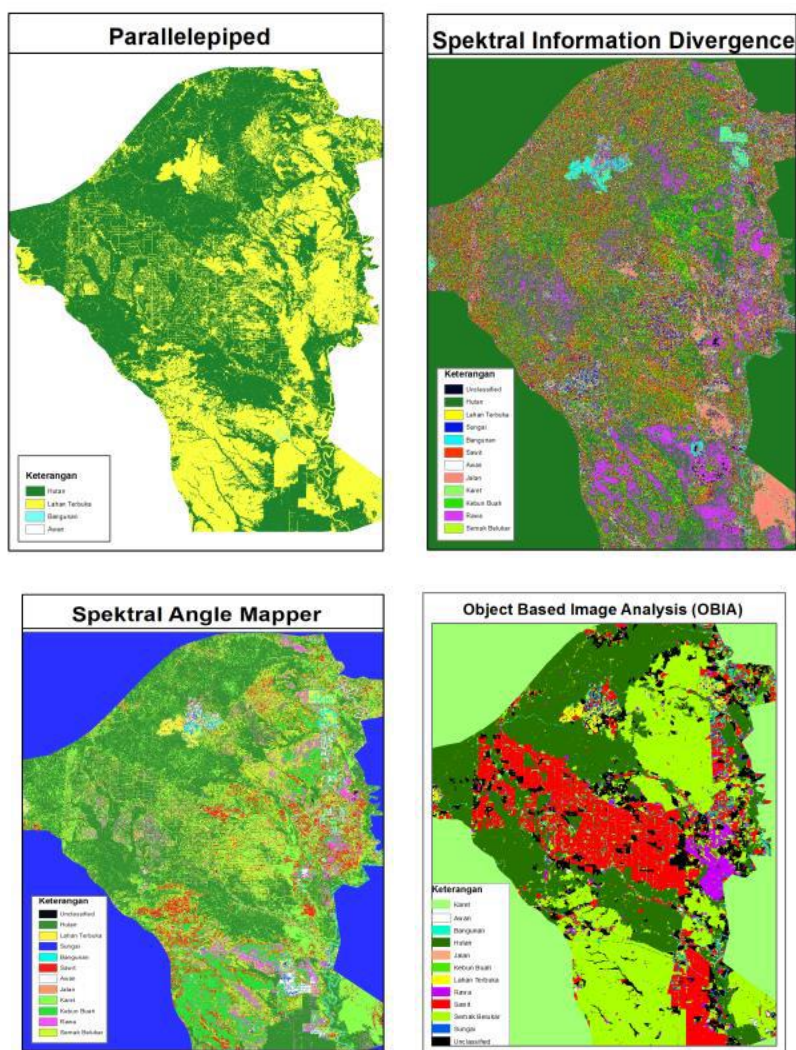 Parallelepiped
Keterangan
Hutan
Lahan Terbuka
Bangunan
Awan
Spektral Information Divergence
Keterangan
Unclassified
Hutan
Lahan Terbuka
Sungai
Bangunan
Sawit
Awan
Jalan
Karet
Kebun Buah
Rawa
Semak Belukar
Spektral Angle Mapper
Keterangan
Unclassified
Hutan
Lahan Terbuka
Sungai
Bangunan
Sawit
Awan
Jalan
Karet
Kebun Buah
Rawa
Semak Belukar
Object Based Image Analysis (OBIA)
Keterangan
Karet
Awan
Bangunan
Hutan
Jalan
Kebun Buah
Lahan Terbuka
Rawa
Sawit
Semak Belukar
Sungai
Unclassified